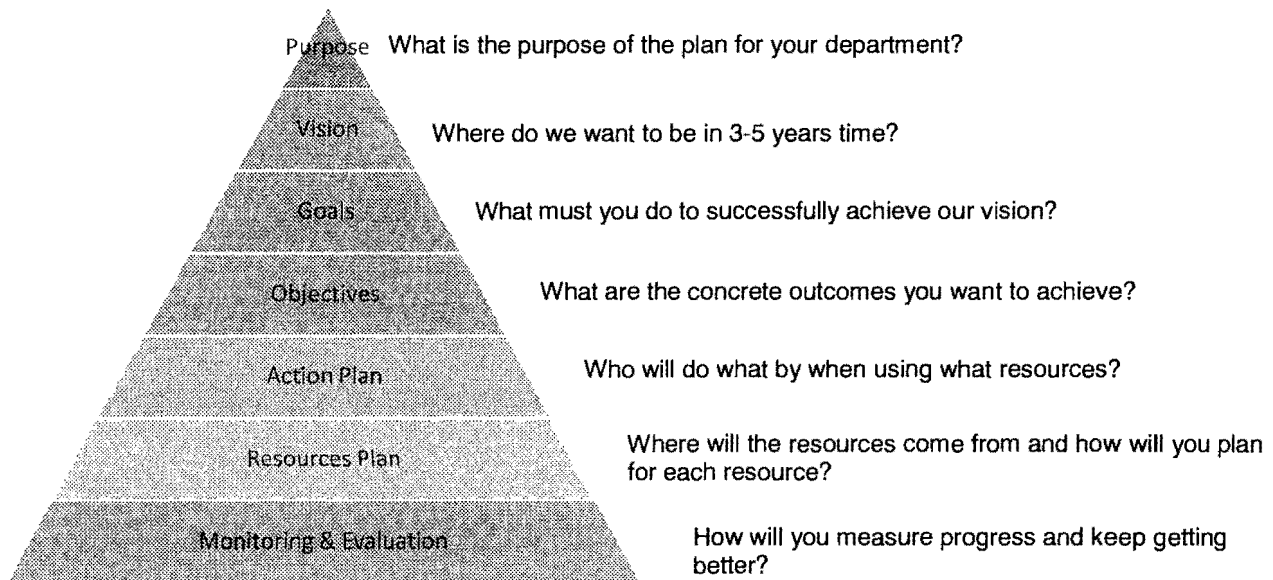 Purpose What is the purpose of the plan for your department?
Vision Where do we want to be in 3-5 years time?
Goals What must you do to successfully achieve our vision?
Objectives What are the concrete outcomes you want to achieve?
Action Plan Who will do what by when using what resources?
Resources Plan Where will the resources come from and how will you plan
for each resource?
Monitoring & Evaluation How will you measure progress and keep getting
better?